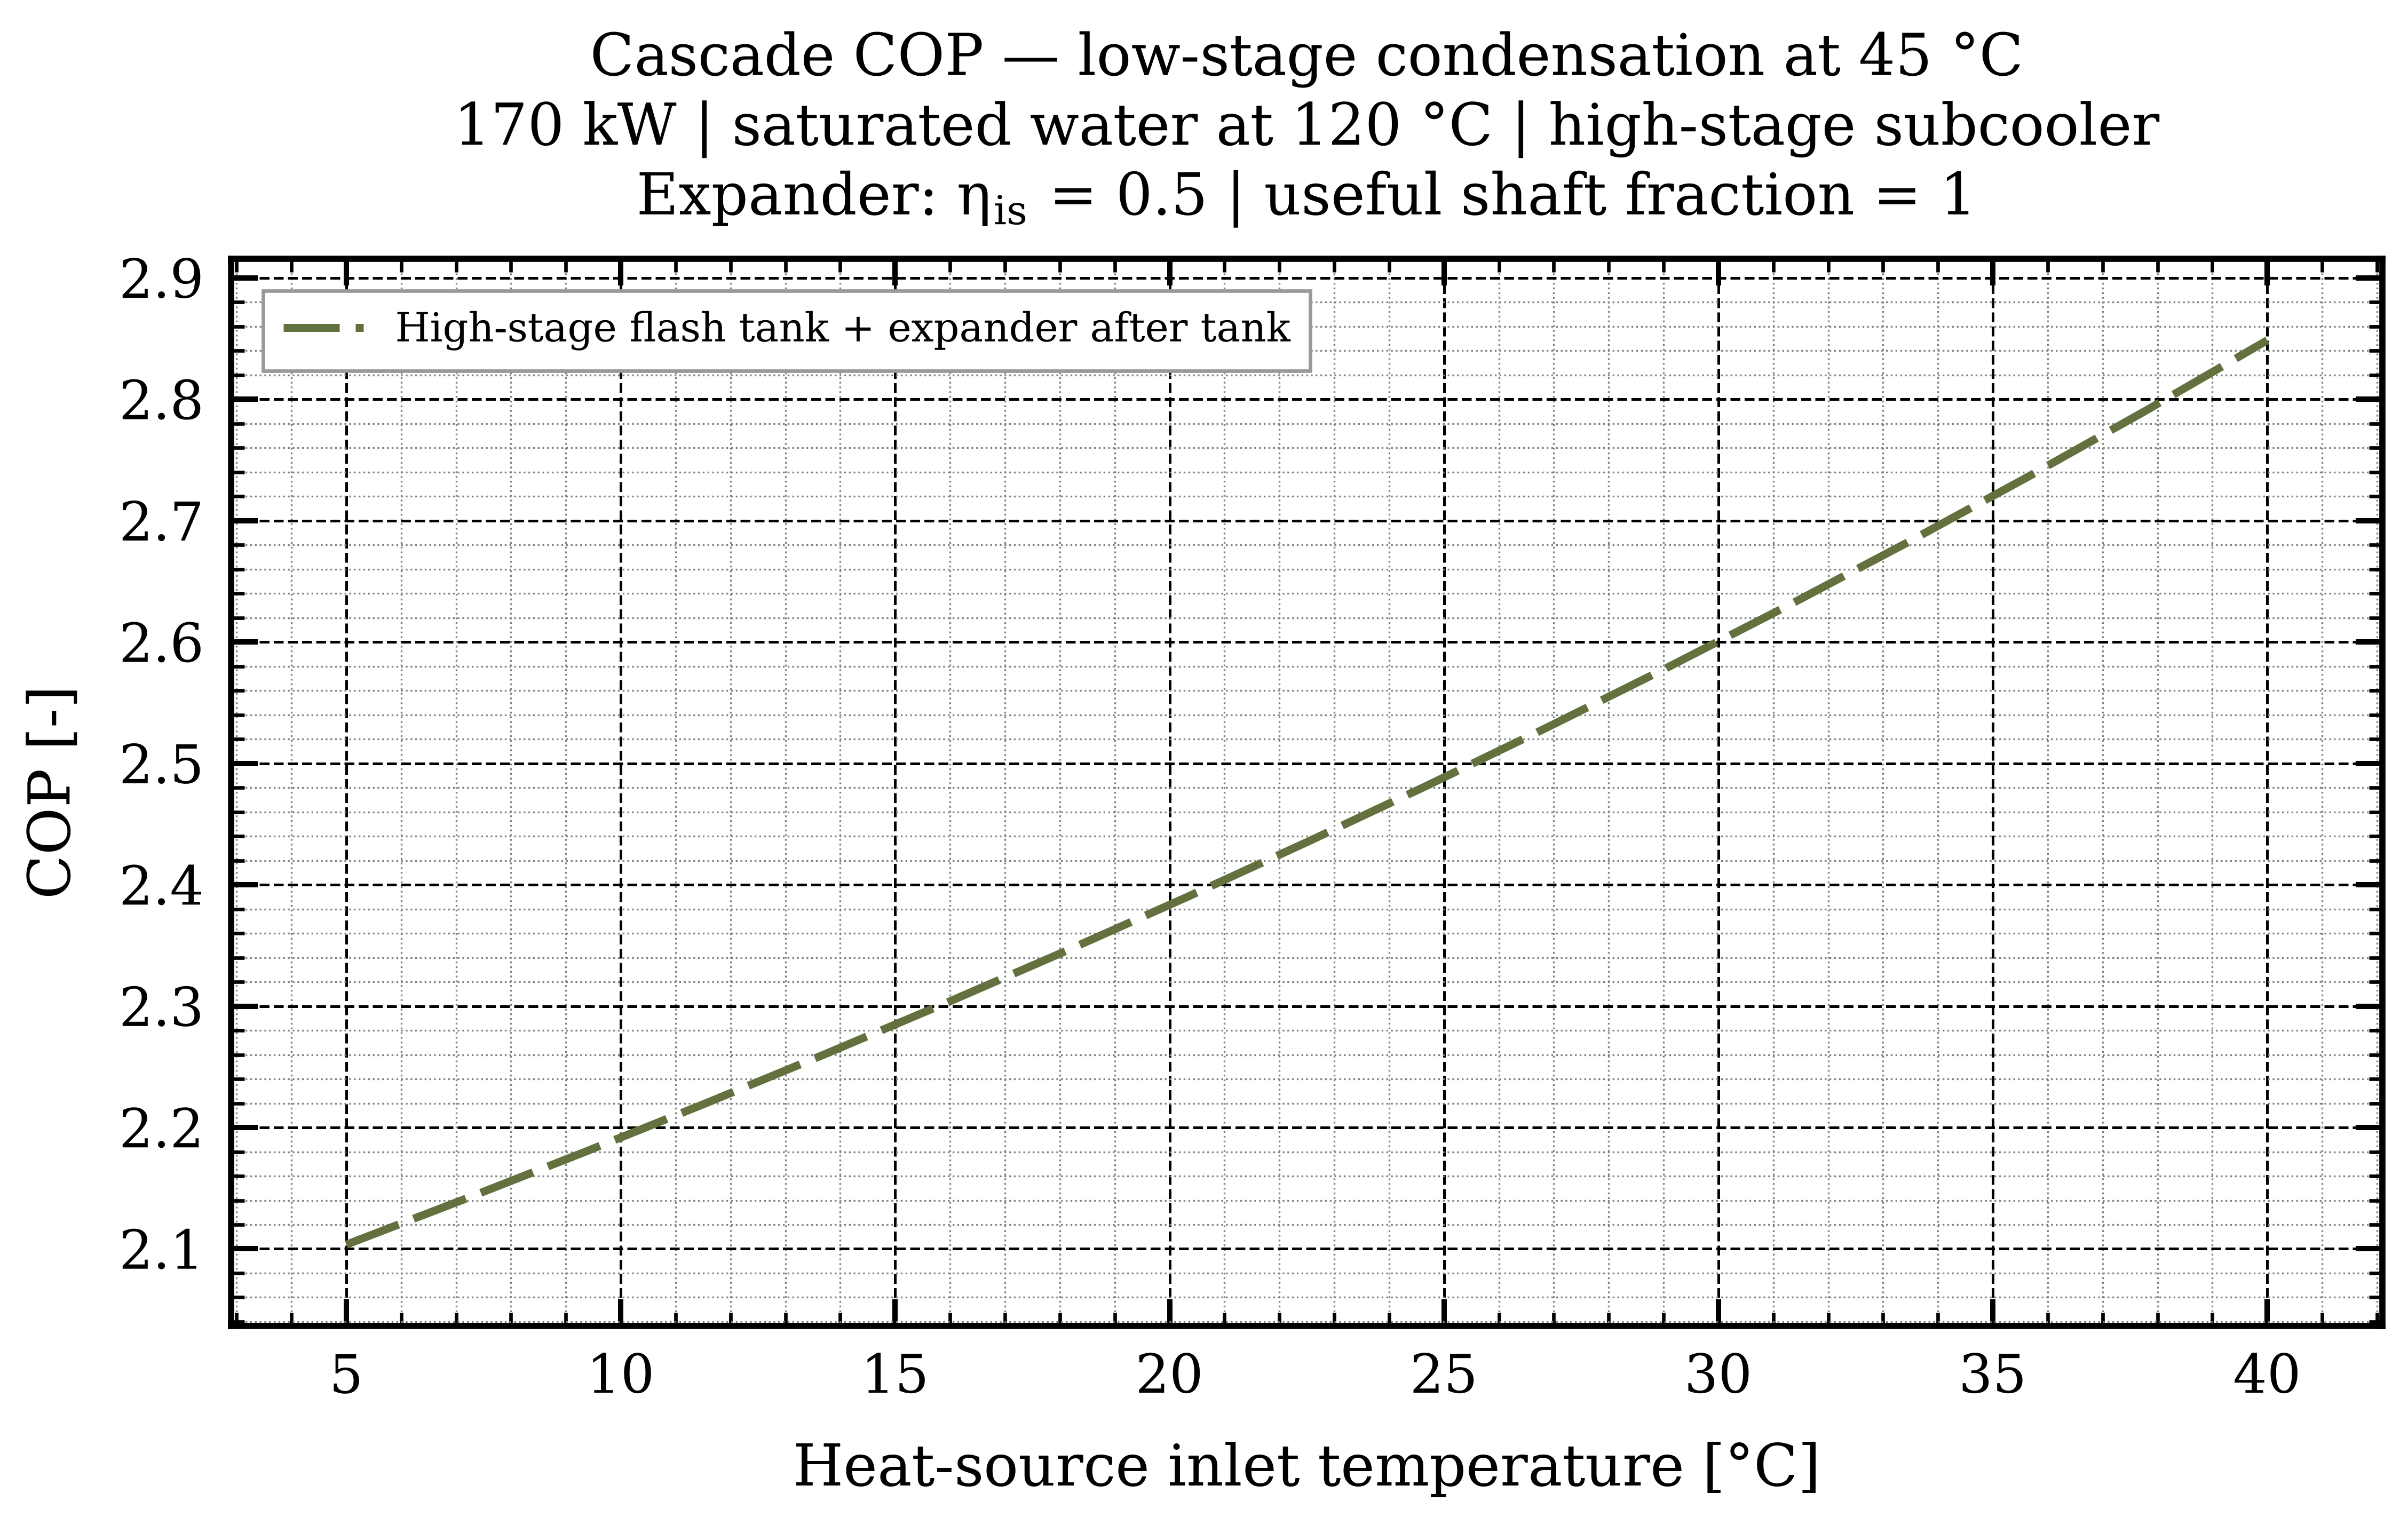 Cascade COP — low-stage condensation at 45 °C
170 kW | saturated water at 120 °C | high-stage subcooler
Expander: ηis = 0.5 | useful shaft fraction = 1
High-stage flash tank + expander after tank
COP [-]
2.9
2.8
2.7
2.6
2.5
2.4
2.3
2.2
2.1
5 10 15 20 25 30 35 40
Heat-source inlet temperature [°C]